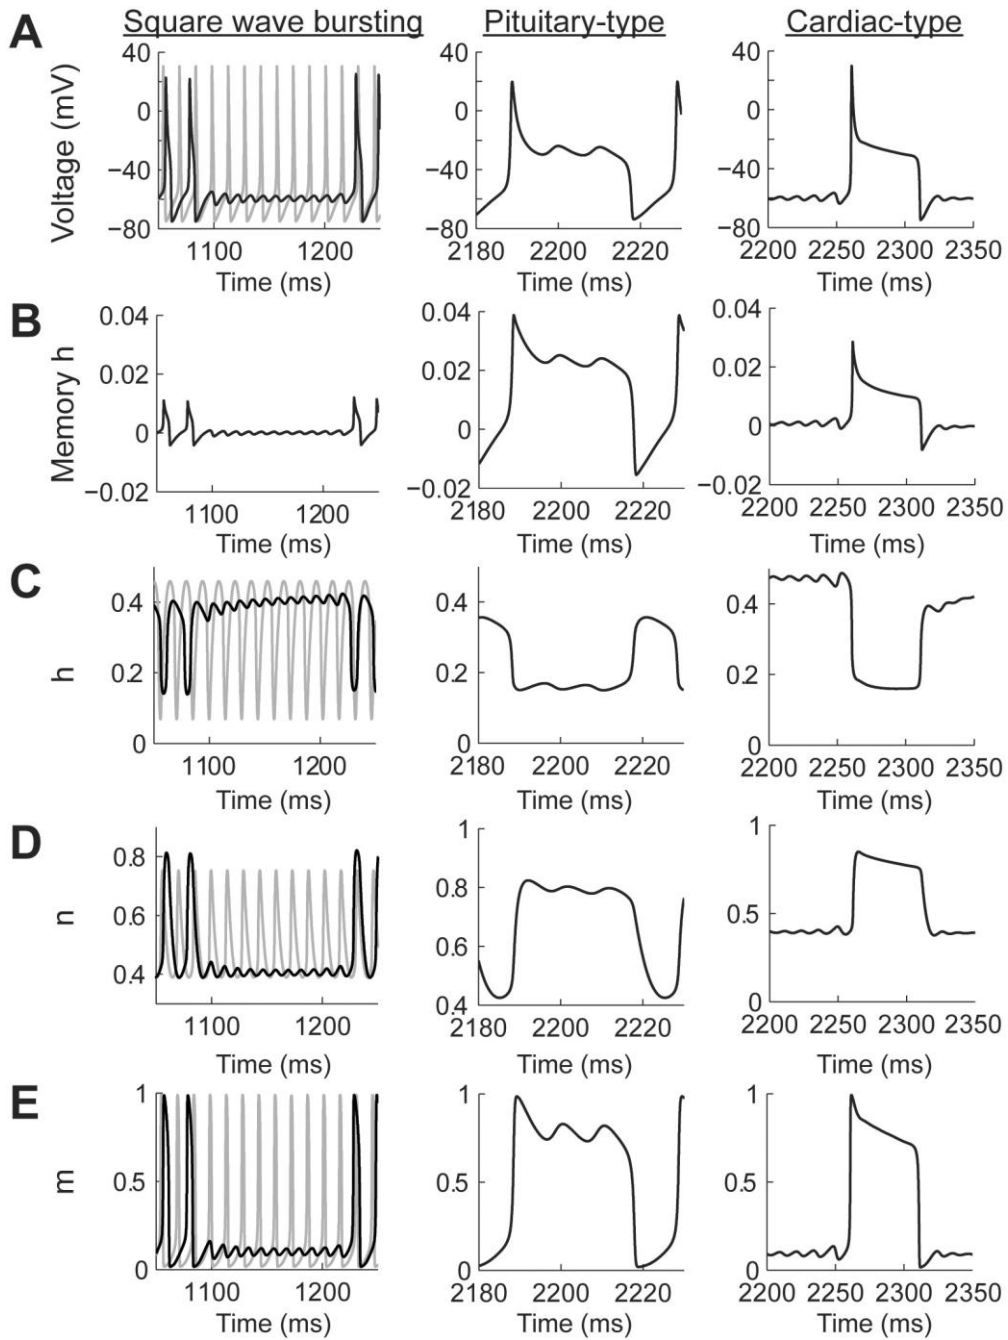 A
Square wave bursting Pituitary-type Cardiac-type
Voltage (mV)
40 0 −40 −80
1100 1200
Time (ms)
40 0 −40 −80
2180 2200 2220
Time (ms)
40 0 −40 −80
2200 2250 2300 2350
Time (ms)
B
Memory h
0.04 0.02 0 −0.02
1100 1200
Time (ms)
0.04 0.02 0 −0.02
2180 2200 2220
Time (ms)
0.04 0.02 0 −0.02
2200 2250 2300 2350
Time (ms)
C
h
0.4 0.2 0
1100 1200
Time (ms)
0.4 0.2 0
2180 2200 2220
Time (ms)
0.4 0.2 0
2200 2250 2300 2350
Time (ms)
D
n
0.8 0.6 0.4
1100 1200
Time (ms)
1 0.8 0.6 0.4
2180 2200 2220
Time (ms)
1 0.5 0
2200 2250 2300 2350
Time (ms)
E
m
1 0.5 0
1100 1200
Time (ms)
1 0.5 0
2180 2200 2220
Time (ms)
1 0.5 0
2200 2250 2300 2350
Time (ms)